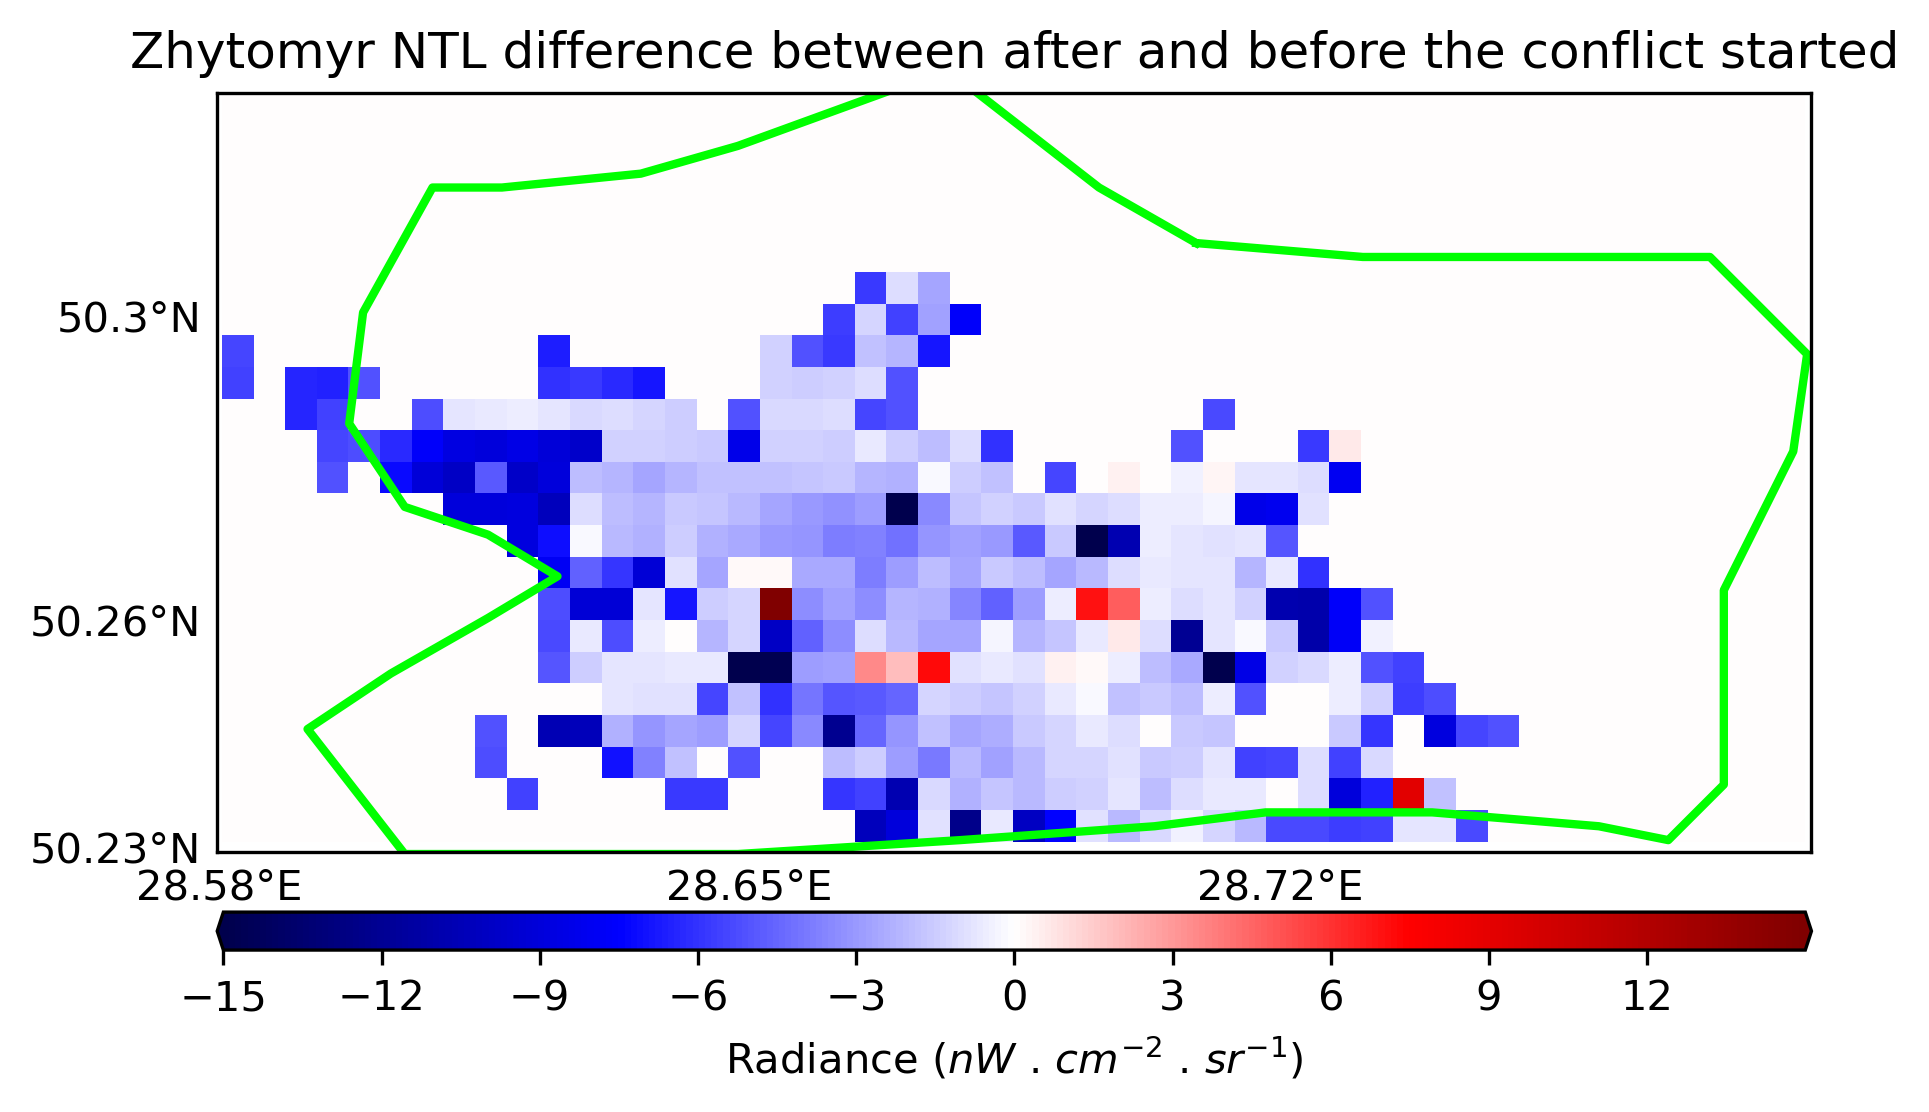 Zhytomyr NTL difference between after and before the conflict started
50.3°N
50.26°N
50.23°N
28.58°E 28.65°E 28.72°E
−15 −12 −9 −6 −3 0 3 6 9 12
Radiance (nW . cm⁻² . sr⁻¹)